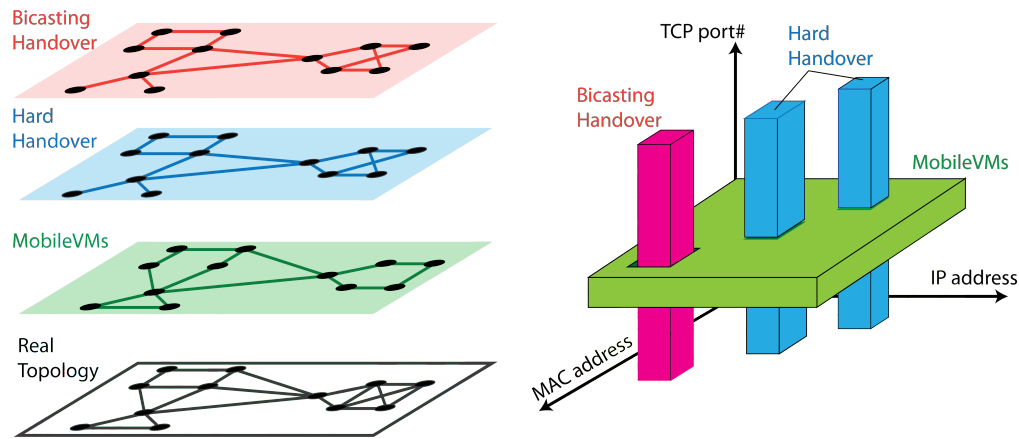 Bicasting
Handover
Hard
Handover
MobileVMs
Real
Topology
TCP port#
Hard
Handover
Bicasting
Handover
MobileVMs
IP address
MAC address